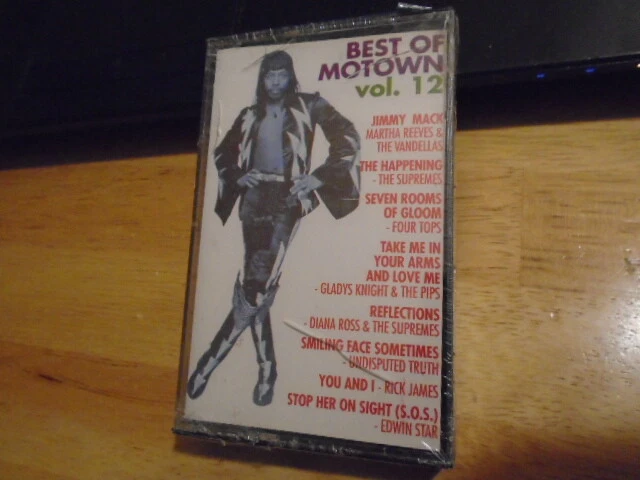 BEST OF
MOTOWN
vol. 12
JIMMY MACK
MARTHA REEVES &
THE VANDELLAS
THE HAPPENING
- THE SUPREMES
SEVEN ROOMS
OF GLOOM
- FOUR TOPS
TAKE ME IN
YOUR ARMS
AND LOVE ME
- GLADYS KNIGHT & THE PIPS
REFLECTIONS
- DIANA ROSS & THE SUPREMES
SMILING FACE SOMETIMES
- UNDISPUTED TRUTH
YOU AND I - RICK JAMES
STOP HER ON SIGHT (S.O.S.)
- EDWIN STAR